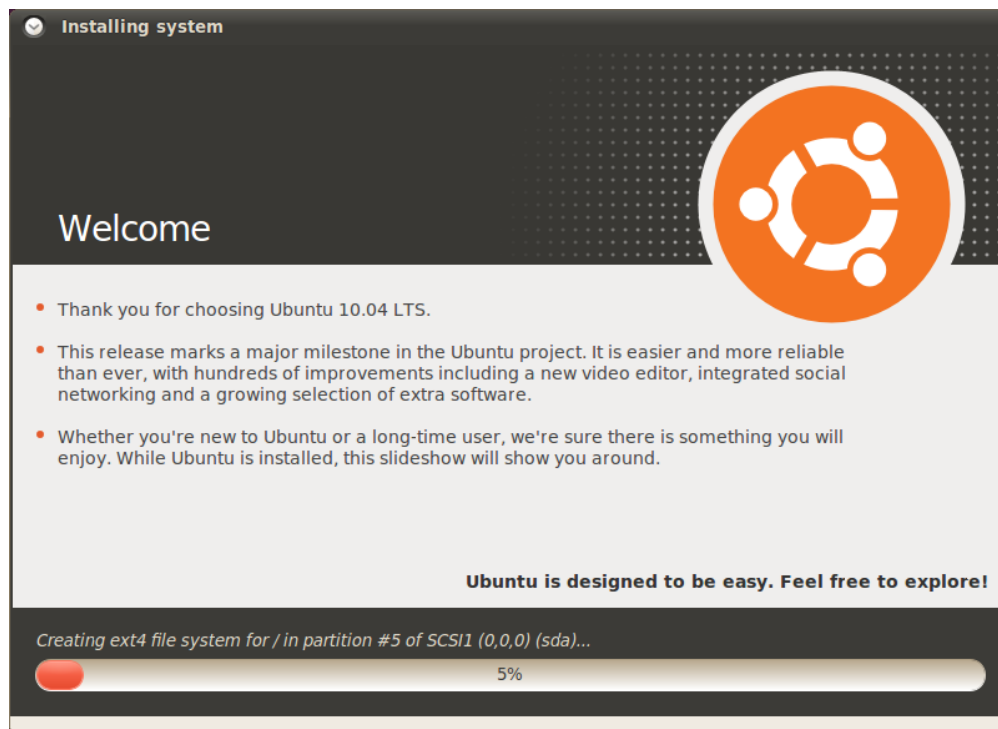 Installing system
Welcome
Thank you for choosing Ubuntu 10.04 LTS.
This release marks a major milestone in the Ubuntu project. It is easier and more reliable
than ever, with hundreds of improvements including a new video editor, integrated social
networking and a growing selection of extra software.
Whether you're new to Ubuntu or a long-time user, we're sure there is something you will
enjoy. While Ubuntu is installed, this slideshow will show you around.
Ubuntu is designed to be easy. Feel free to explore!
Creating ext4 file system for / in partition #5 of SCSI1 (0,0,0) (sda)...
5%